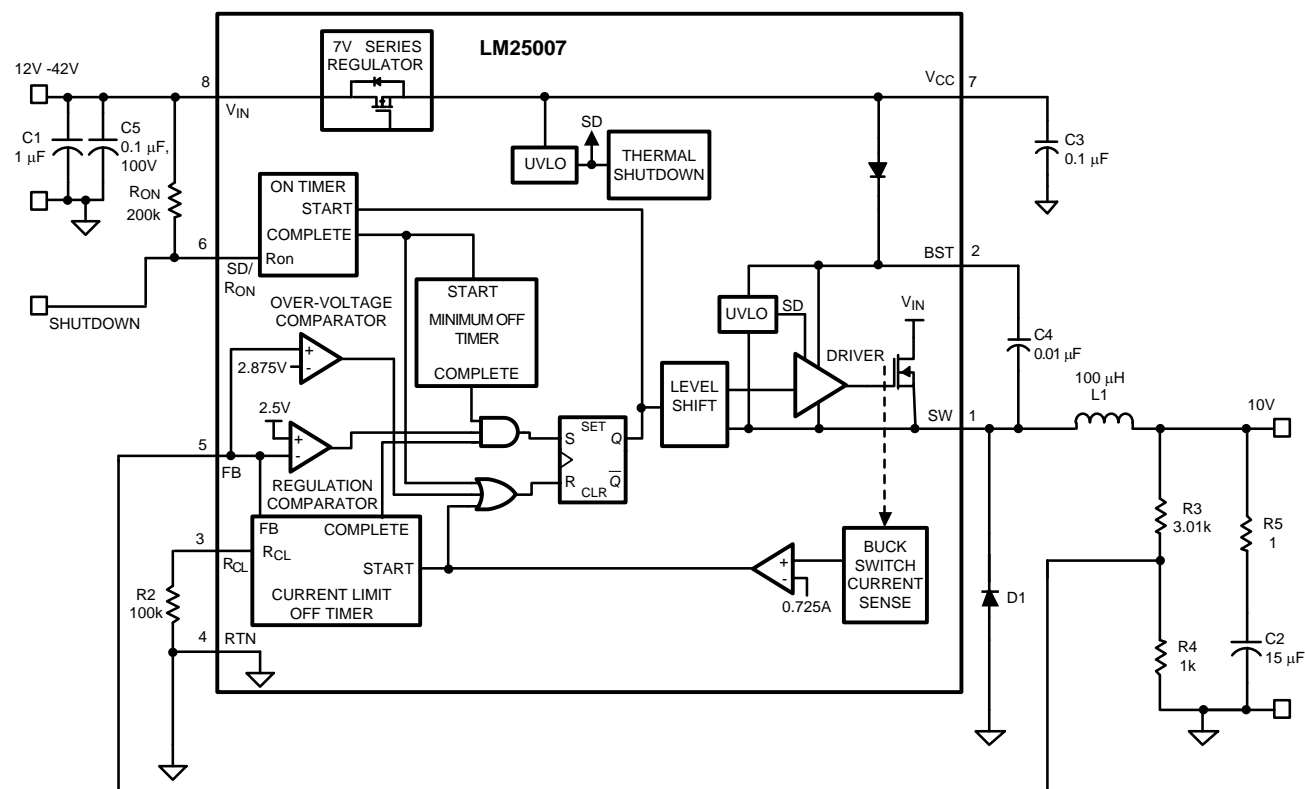 LM25007
7V SERIES
REGULATOR
12V -42V
8
VIN
VCC
7
C1
1 μF
C5
0.1 μF,
100V
RON
200k
SD
UVLO
THERMAL
SHUTDOWN
C3
0.1 μF
ON TIMER
START
COMPLETE
Ron
6
SD/
RON
SHUTDOWN
BST
2
OVER-VOLTAGE
COMPARATOR
START
MINIMUM OFF
TIMER
COMPLETE
UVLO
SD
VIN
DRIVER
C4
0.01 μF
+
-
2.875V
LEVEL
SHIFT
100 μH
L1
SW
1
10V
2.5V
+
-
5
FB
REGULATION
COMPARATOR
SET
S
Q
R
Q
CLR
FB
COMPLETE
RCL
START
CURRENT LIMIT
OFF TIMER
3
RCL
R2
100k
4
RTN
+
-
0.725A
BUCK
SWITCH
CURRENT
SENSE
D1
R3
3.01k
R5
1
R4
1k
C2
15 μF